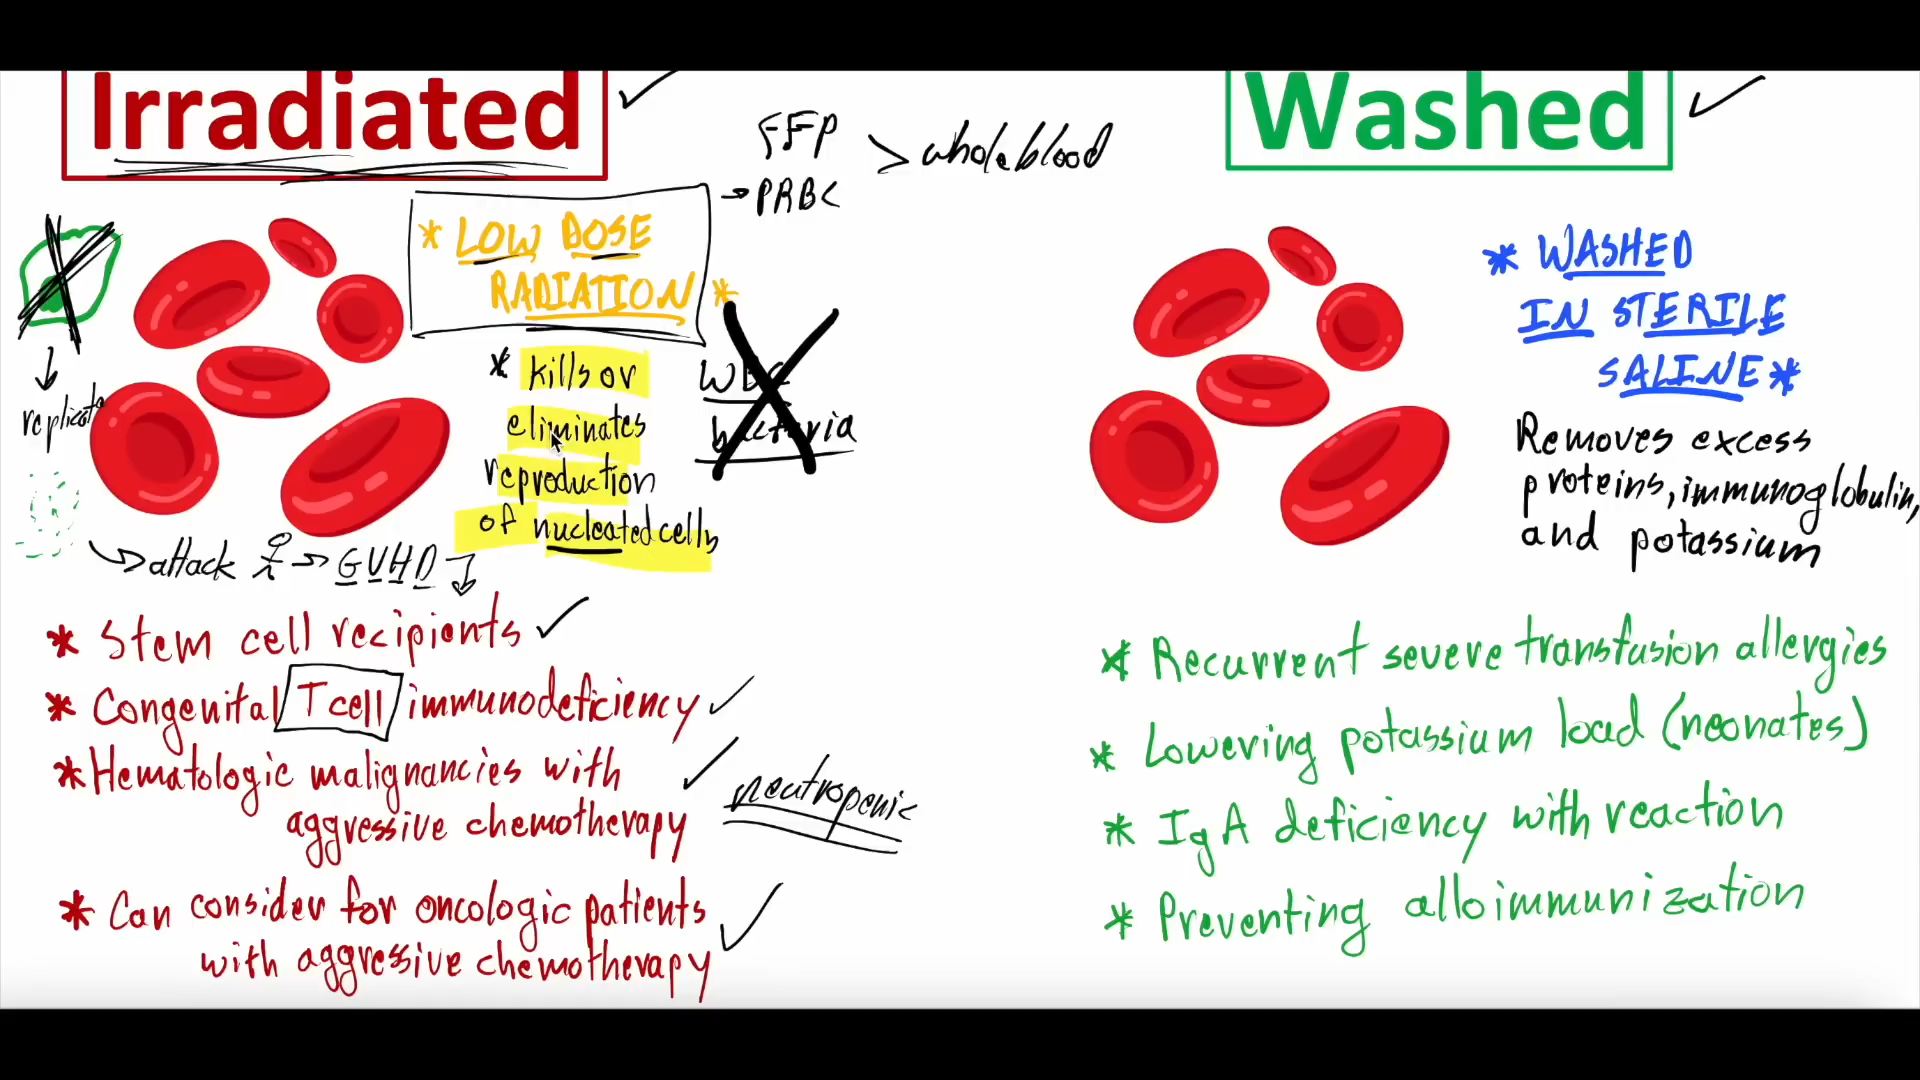 Irradiated
FFP
PRBC
> whole blood
* LOW DOSE
RADIATION *
* kills or
eliminates
reproduction
of nucleated cells
WBC
bacteria
replicate
attack → GVHD
* Stem cell recipients
* Congenital T cell immunodeficiency
* Hematologic malignancies with
aggressive chemotherapy
neutropenic
* Can consider for oncologic patients
with aggressive chemotherapy
Washed
* WASHED
IN STERILE
SALINE *
Removes excess
proteins, immunoglobulin,
and potassium
* Recurrent severe transfusion allergies
* Lowering potassium load (neonates)
* IgA deficiency with reaction
* Preventing alloimmunization